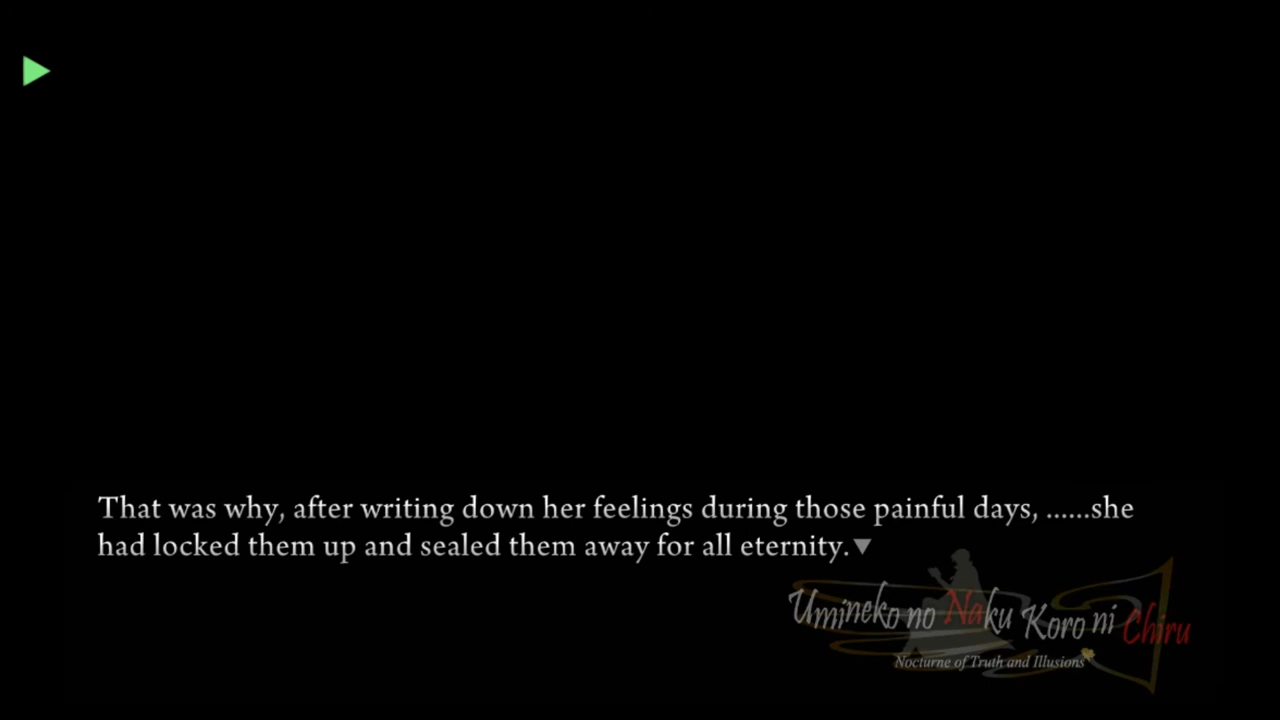 That was why, after writing down her feelings during those painful days, ......she
had locked them up and sealed them away for all eternity.
Umineko no Naku Koro ni Chiru
Nocturne of Truth and Illusions